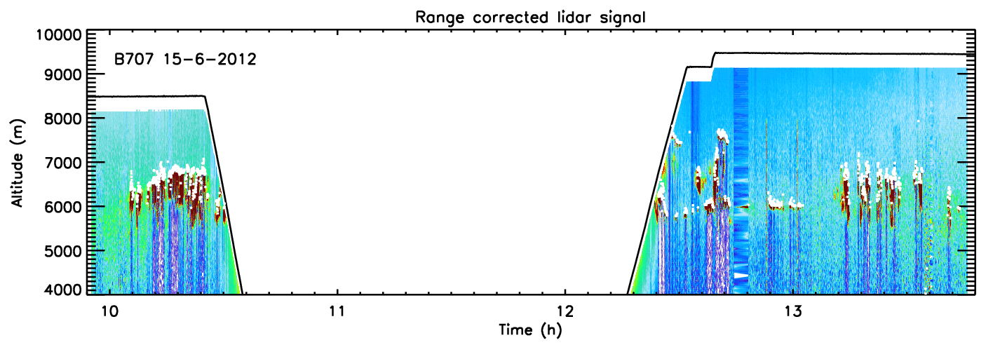 Range corrected lidar signal
B707 15-6-2012
10000
9000
8000
7000
6000
5000
4000
Altitude (m)
10 11 12 13
Time (h)